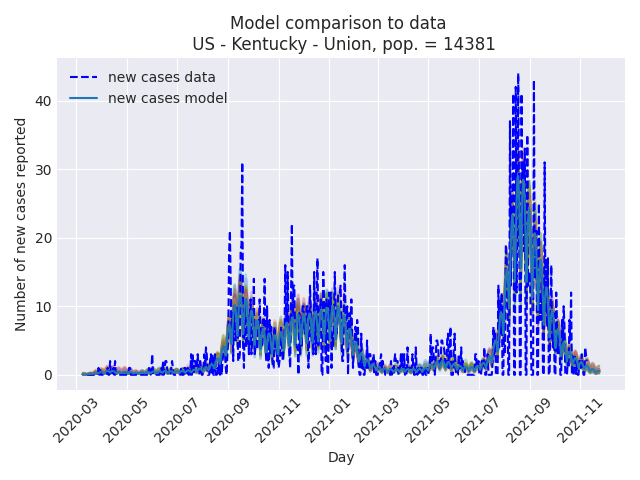 Model comparison to data
US - Kentucky - Union, pop. = 14381
new cases data
new cases model
Number of new cases reported
40
30
20
10
0
2020-03
2020-05
2020-07
2020-09
2020-11
2021-01
2021-03
2021-05
2021-07
2021-09
2021-11
Day